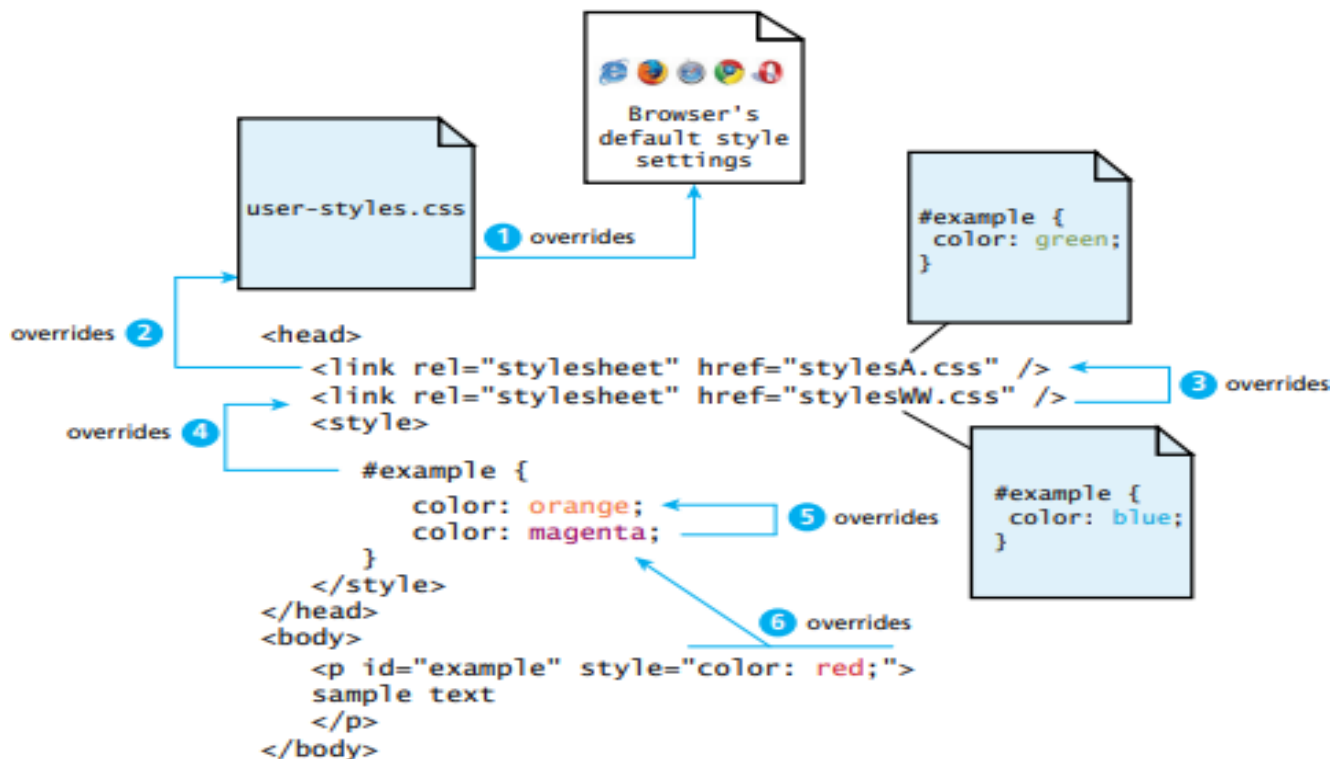 Browser's
default style
settings
user-styles.css
1 overrides
#example {
color: green;
}
overrides 2
<head>
<link rel="stylesheet" href="stylesA.css" />
<link rel="stylesheet" href="stylesWW.css" />
3 overrides
<style>
overrides 4
#example {
color: orange;
color: magenta;
5 overrides
}
#example {
color: blue;
}
</style>
</head>
6 overrides
<body>
<p id="example" style="color: red;">
sample text
</p>
</body>